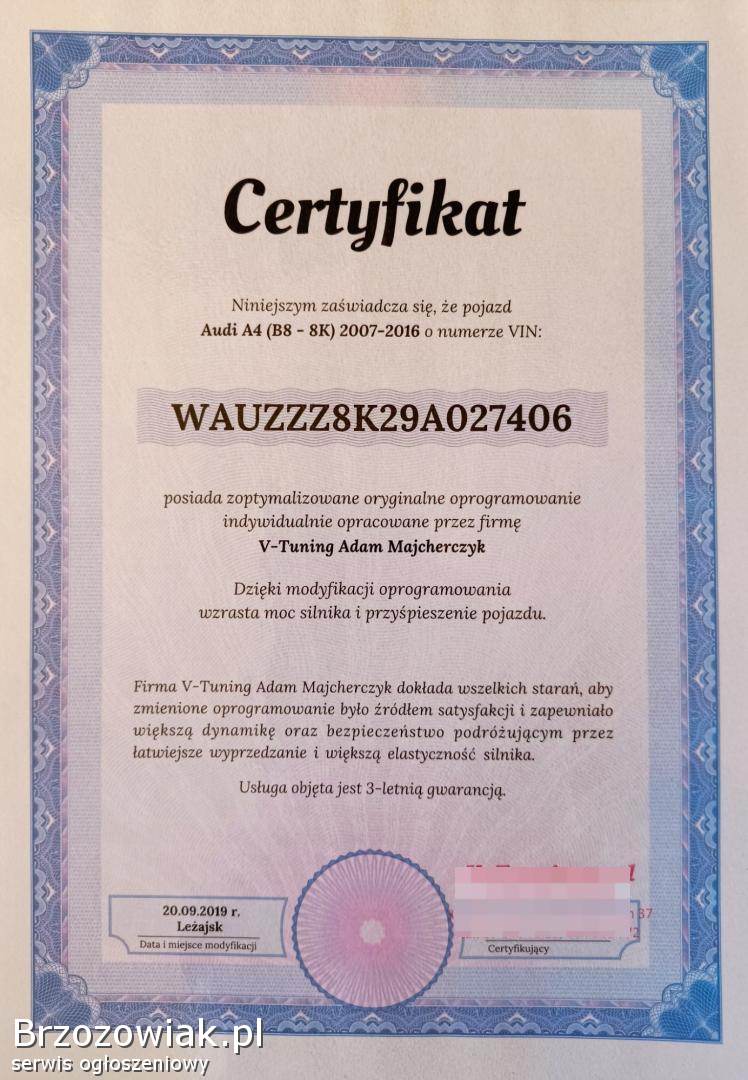 Certyfikat
Niniejszym zaświadcza się, że pojazd
Audi A4 (B8 - 8K) 2007-2016 o numerze VIN:
WAUZZZ8K29A027406
posiada zoptymalizowane oryginalne oprogramowanie
indywidualnie opracowane przez firmę
V-Tuning Adam Majcherczyk
Dzięki modyfikacji oprogramowania
wzrasta moc silnika i przyśpieszenie pojazdu.
Firma V-Tuning Adam Majcherczyk dokłada wszelkich starań, aby
zmienione oprogramowanie było źródłem satysfakcji i zapewniało
większą dynamikę oraz bezpieczeństwo podróżującym przez
łatwiejsze wyprzedzanie i większą elastyczność silnika.
Usługa objęta jest 3-letnią gwarancją.
20.09.2019 r.
Leżajsk
Data i miejsce modyfikacji
37
Certyfikujący
Brzozowiak.pl
serwis ogłoszeniowy